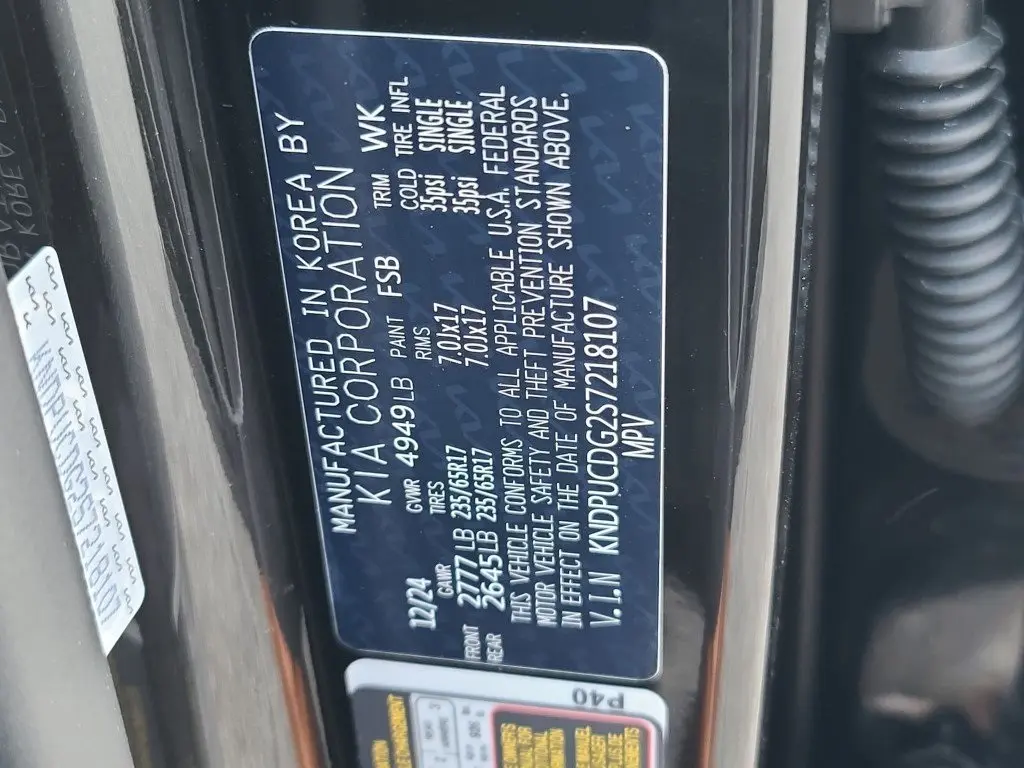 MANUFACTURED IN KOREA BY
KIA CORPORATION
12/24 GVWR 4949LB PAINT FSB TRIM WK
GAWR TIRES RIMS COLD TIRE INFL
FRONT 2777 LB 235/65R17 7.0Jx17 35psi SINGLE
REAR 2645LB 235/65R17 7.0Jx17 35psi SINGLE
THIS VEHICLE CONFORMS TO ALL APPLICABLE U.S.A. FEDERAL
MOTOR VEHICLE SAFETY AND THEFT PREVENTION STANDARDS
IN EFFECT ON THE DATE OF MANUFACTURE SHOWN ABOVE.
V.I.N KNDPUCDG2S7218107
MPV
P40